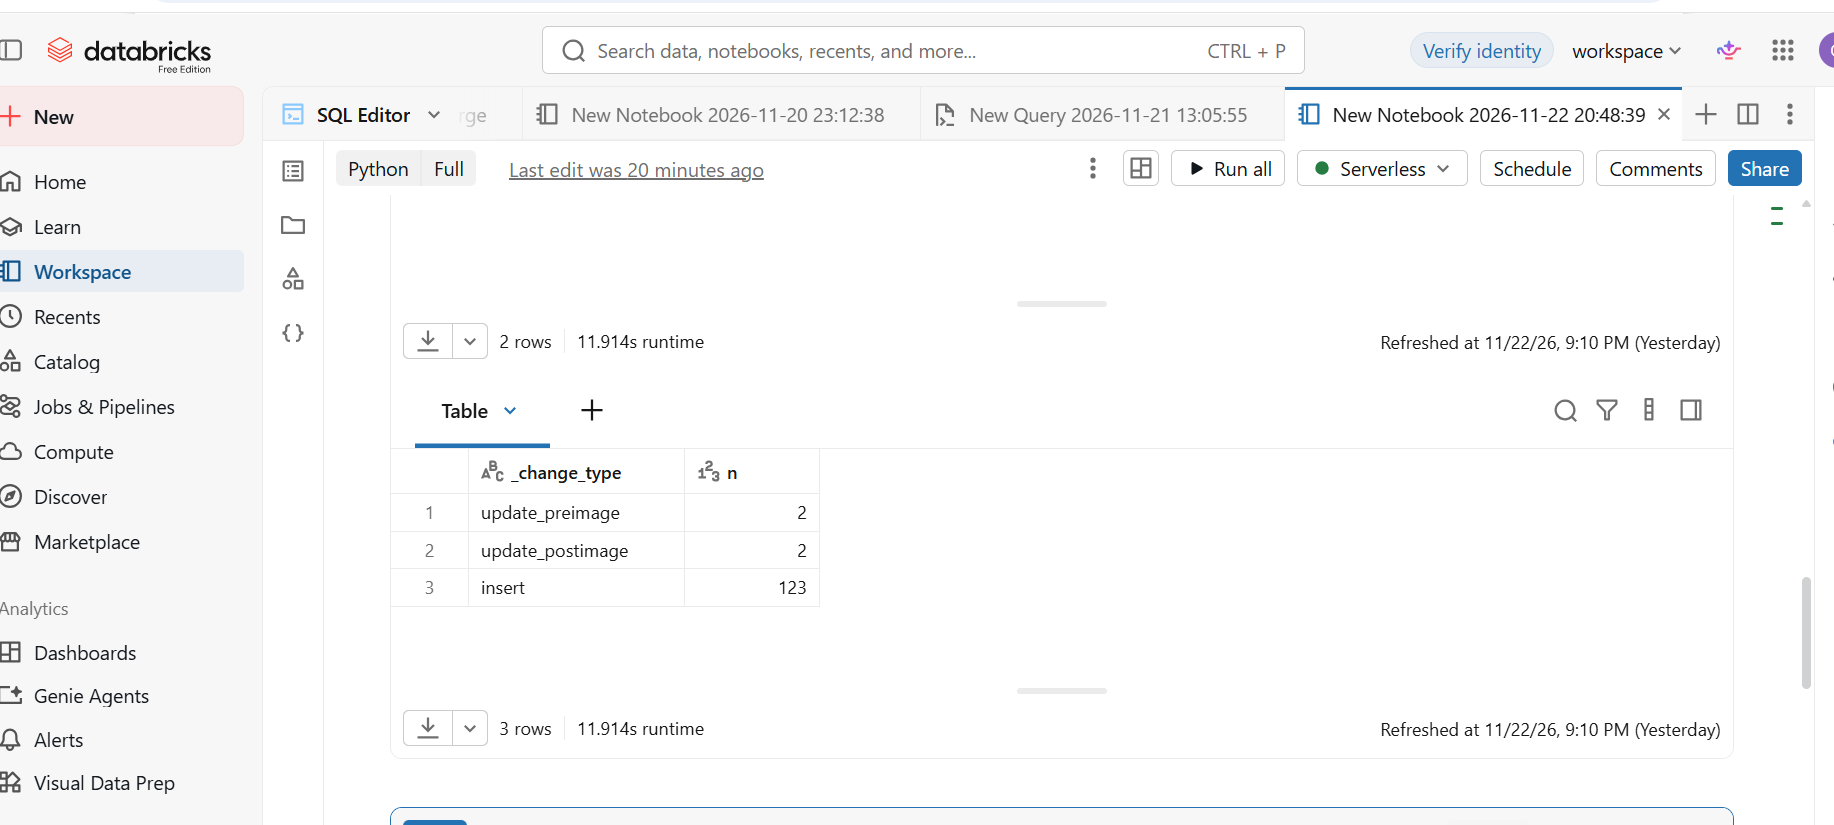 databricks
Free Edition
Search data, notebooks, recents, and more... CTRL + P
Verify identity
workspace
New
SQL Editor
rge
New Notebook 2026-11-20 23:12:38
New Query 2026-11-21 13:05:55
New Notebook 2026-11-22 20:48:39
Python Full
Last edit was 20 minutes ago
Run all
Serverless
Schedule
Comments
Share
Home
Learn
Workspace
Recents
Catalog
Jobs & Pipelines
Compute
Discover
Marketplace
Analytics
Dashboards
Genie Agents
Alerts
Visual Data Prep
2 rows 11.914s runtime
Refreshed at 11/22/26, 9:10 PM (Yesterday)
Table
_change_type n
1 update_preimage 2
2 update_postimage 2
3 insert 123
3 rows 11.914s runtime
Refreshed at 11/22/26, 9:10 PM (Yesterday)